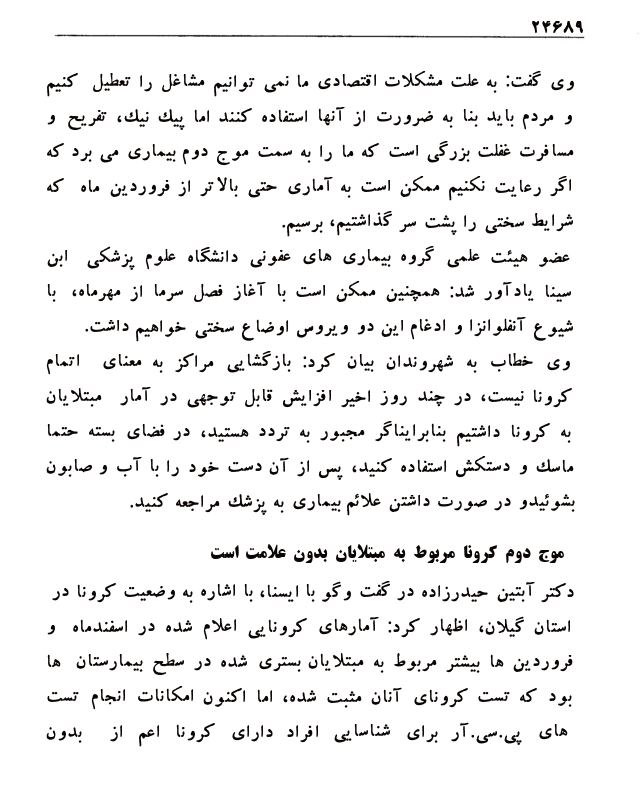 ۲۴۶۸۹
وی گفت: به علت مشکلات اقتصادی ما نمی توانیم مشاغل را تعطیل کنیم
و مردم باید بنا به ضرورت از آنها استفاده کنند اما پیك نیك، تفریح و
مسافرت غفلت بزرگی است که ما را به سمت موج دوم بیماری می برد که
اگر رعایت نکنیم ممکن است به آماری حتی بالاتر از فروردین ماه که
شرایط سختی را پشت سر گذاشتیم، برسیم.
عضو هیئت علمی گروه بیماری های عفونی دانشگاه علوم پزشکی ابن
سینا یادآور شد: همچنین ممکن است با آغاز فصل سرما از مهرماه، با
شیوع آنفلوانزا و ادغام این دو ویروس اوضاع سختی خواهیم داشت.
وی خطاب به شهروندان بیان کرد: بازگشایی مراکز به معنای اتمام
کرونا نیست، در چند روز اخیر افزایش قابل توجهی در آمار مبتلایان
به کرونا داشتیم بنابرایناگر مجبور به تردد هستید، در فضای بسته حتما
ماسك و دستکش استفاده کنید، پس از آن دست خود را با آب و صابون
بشوئیدو در صورت داشتن علائم بیماری به پزشك مراجعه کنید.
موج دوم کرونا مربوط به مبتلایان بدون علامت است
دکتر آبتین حیدرزاده در گفت وگو با ایسنا، با اشاره به وضعیت کرونا در
استان گیلان، اظهار کرد: آمارهای کرونایی اعلام شده در اسفندماه و
فروردین ها بیشتر مربوط به مبتلایان بستری شده در سطح بیمارستان ها
بود که تست کرونای آنان مثبت شده، اما اکنون امکانات انجام تست
های پی.سی.آر برای شناسایی افراد دارای کرونا اعم از بدون